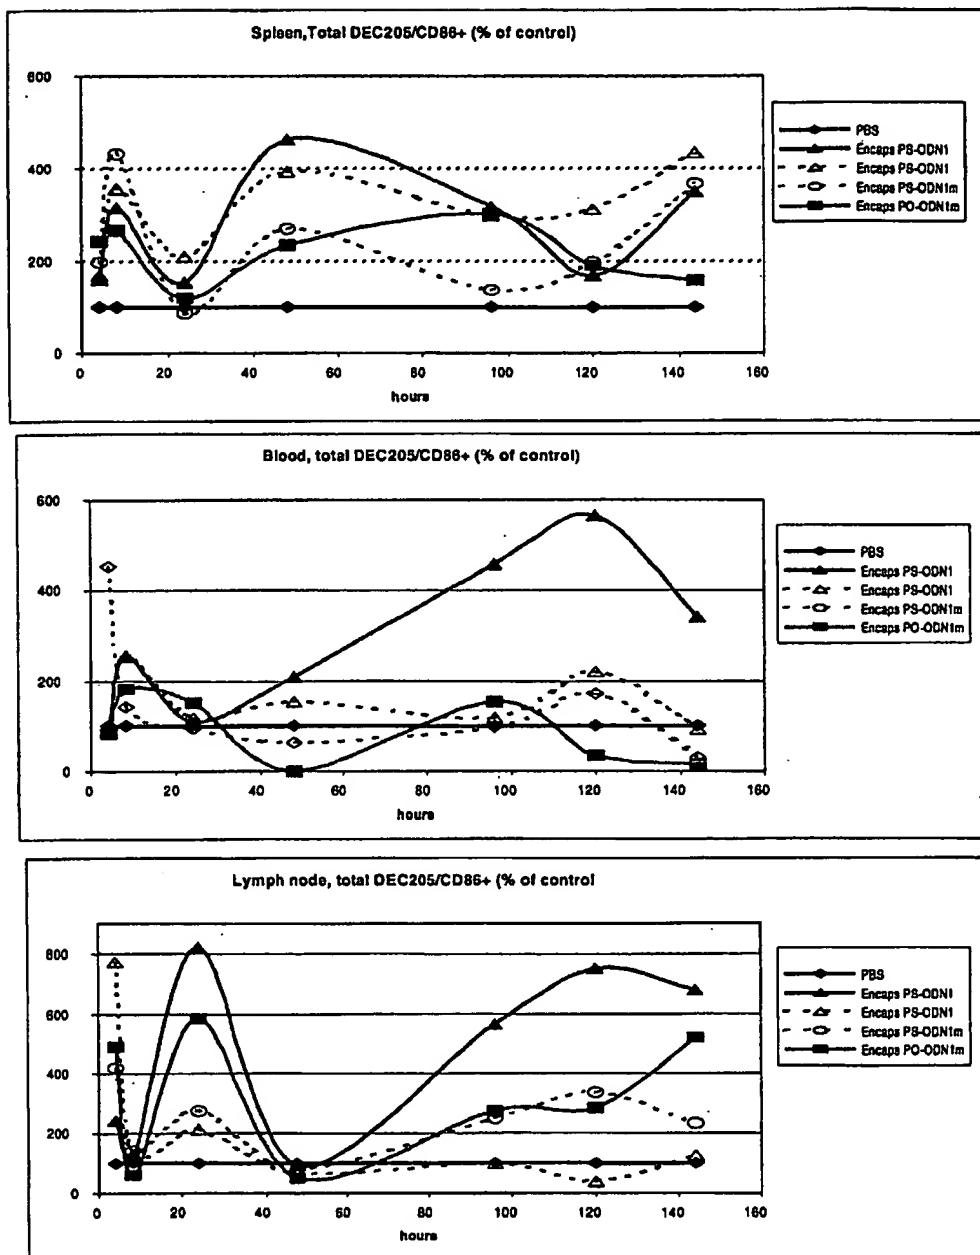 Spleen,Total DEC205/CD86+ (% of control)
600
400
200
0
0 20 40 60 80 100 120 140 160
hours
PBS
Encaps PS-ODN1
Encaps PS-ODN1
Encaps PS-ODN1m
Encaps PO-ODN1m
Blood, total DEC205/CD86+ (% of control)
600
400
200
0
0 20 40 60 80 100 120 140 160
hours
PBS
Encaps PS-ODN1
Encaps PS-ODN1
Encaps PS-ODN1m
Encaps PO-ODN1m
Lymph node, total DEC205/CD86+ (% of control
800
600
400
200
0
0 20 40 60 80 100 120 140 160
hours
PBS
Encaps PS-ODN1
Encaps PS-ODN1
Encaps PS-ODN1m
Encaps PO-ODN1m